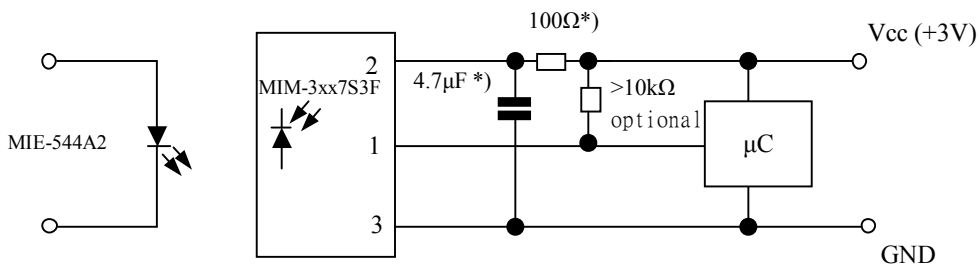 100Ω*)
Vcc (+3V)
2
MIM-3xx7S3F
4.7μF *)
>10kΩ
optional
MIE-544A2
1
μC
3
GND